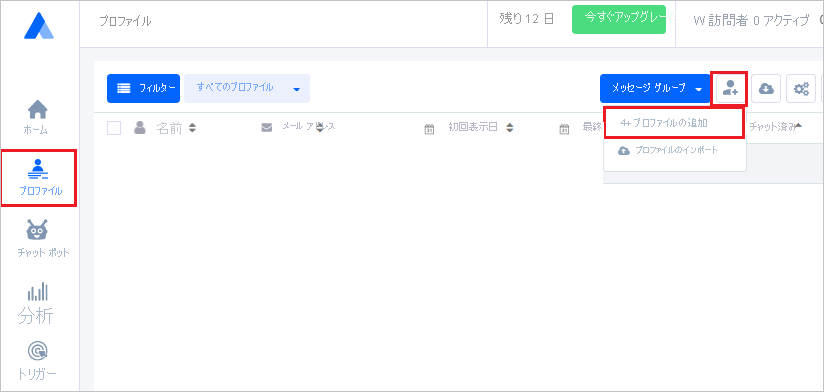 プロファイル
残り 12 日
今すぐアップグレー
W 訪問者 0 アクティブ
フィルター
すべてのプロファイル
メッセージ グループ
4+プロファイルの追加
プロファイルのインポート
名前
メール アドレス
初回表示日
最終
チャット済み
ホーム
プロファイル
チャット ボット
分析
トリガー